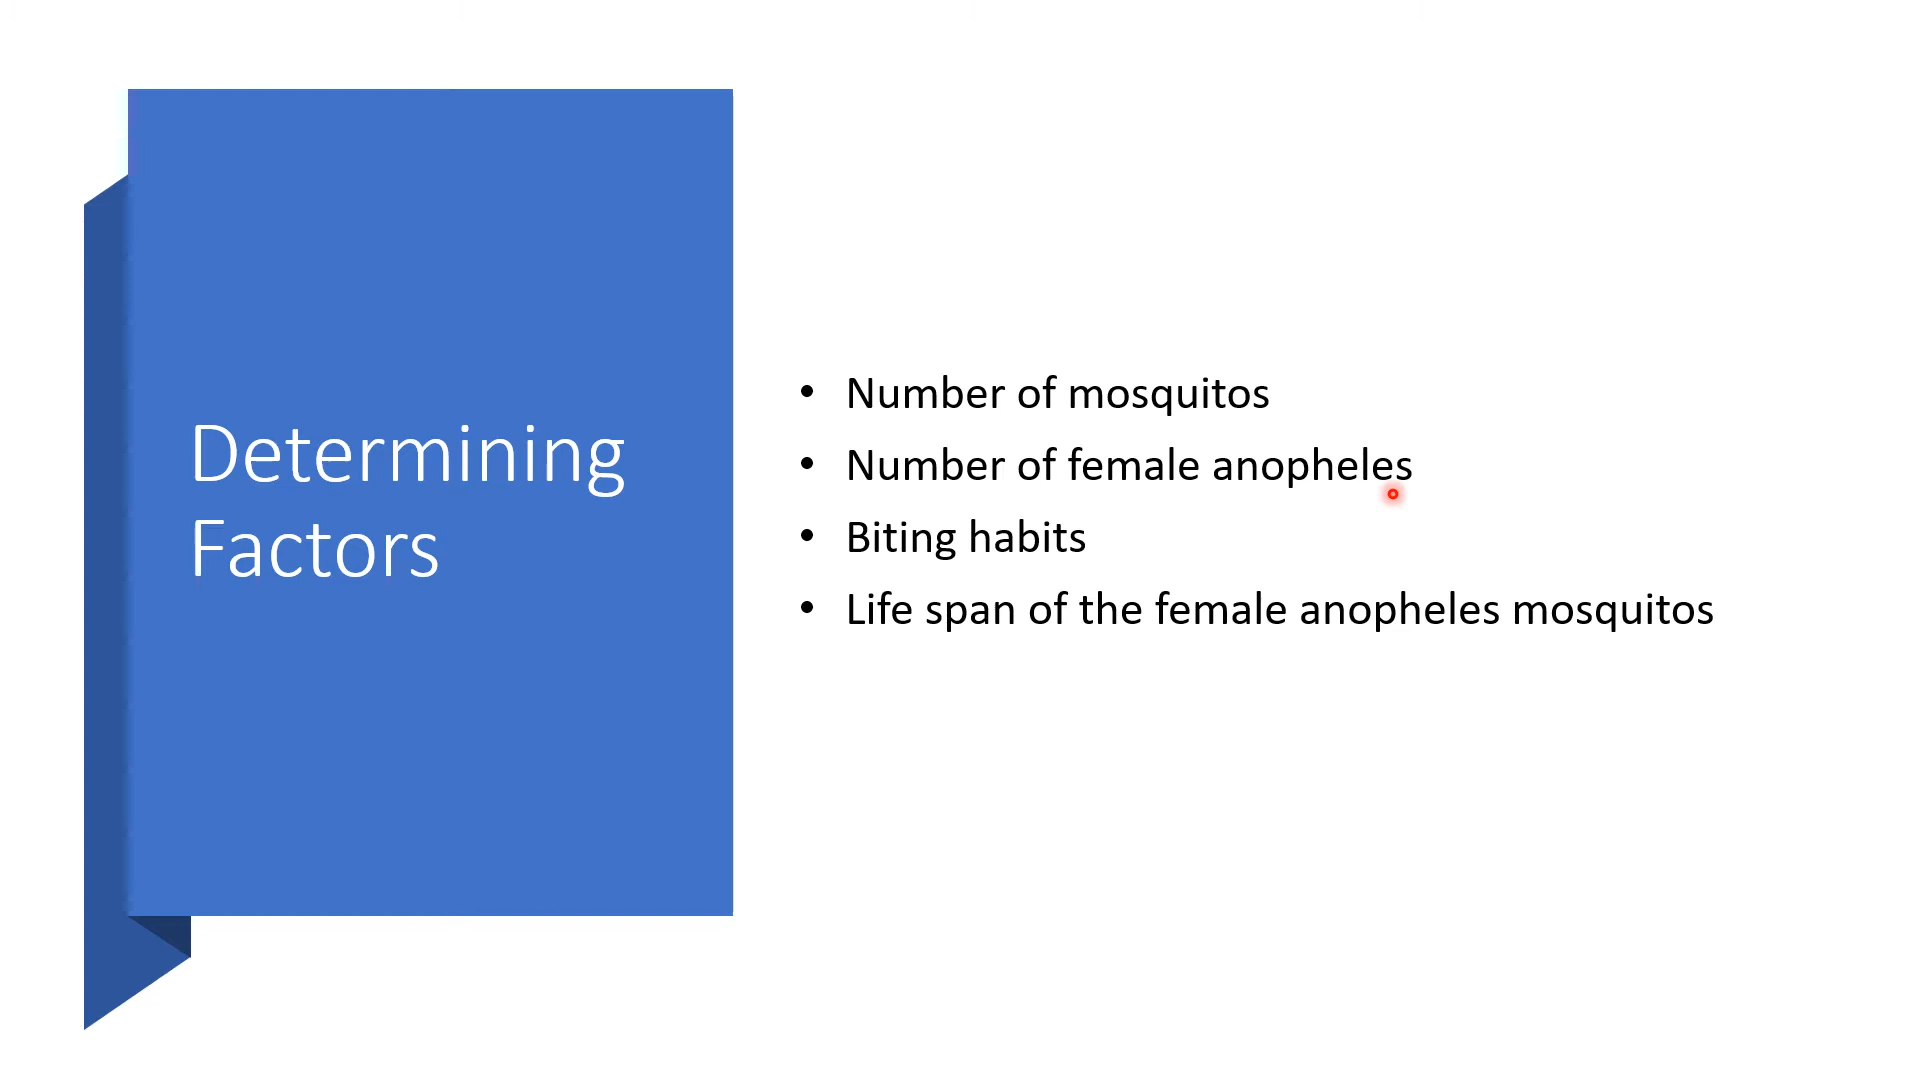 Determining
Factors
• Number of mosquitos
• Number of female anopheles
• Biting habits
• Life span of the female anopheles mosquitos